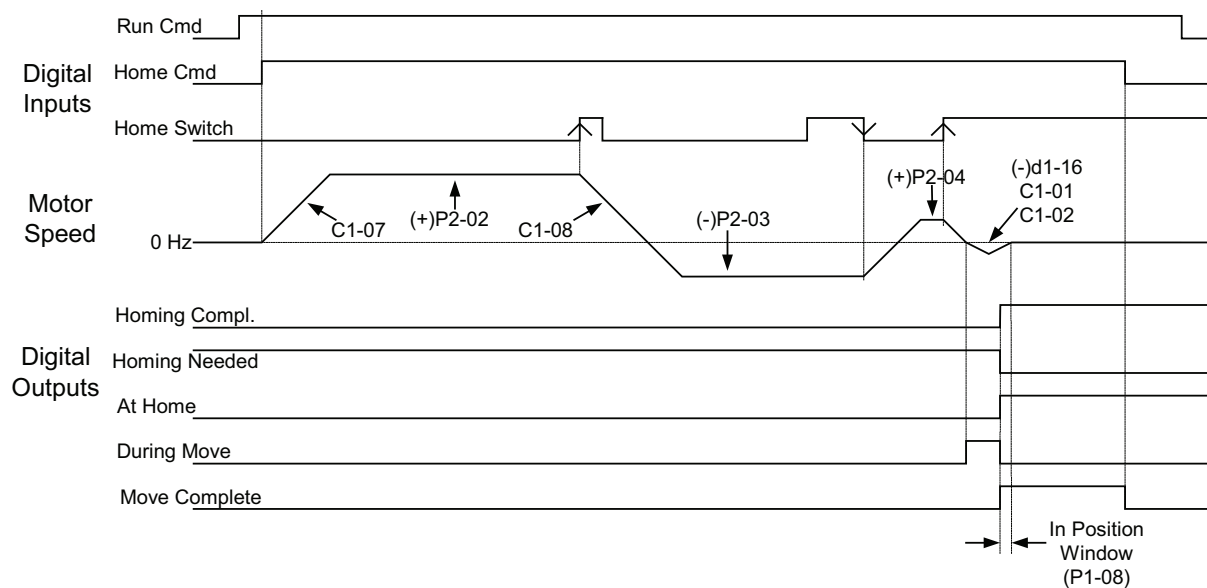 Run Cmd
Digital
Inputs
Home Cmd
Home Switch
Motor
Speed
0 Hz
C1-07
(+)P2-02
C1-08
(-)P2-03
(+)P2-04
(-)d1-16
C1-01
C1-02
Digital
Outputs
Homing Compl.
Homing Needed
At Home
During Move
Move Complete
In Position
Window
(P1-08)